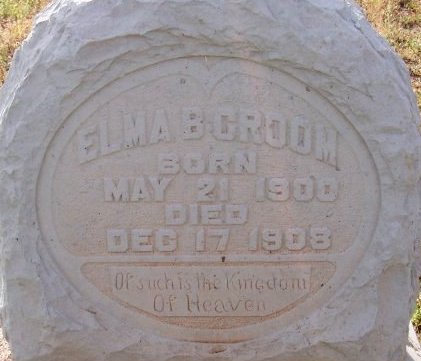 ELMA B GROOM
BORN
MAY 21 1900
DIED
DEC 17 1908
Of such is the Kingdom
Of Heaven